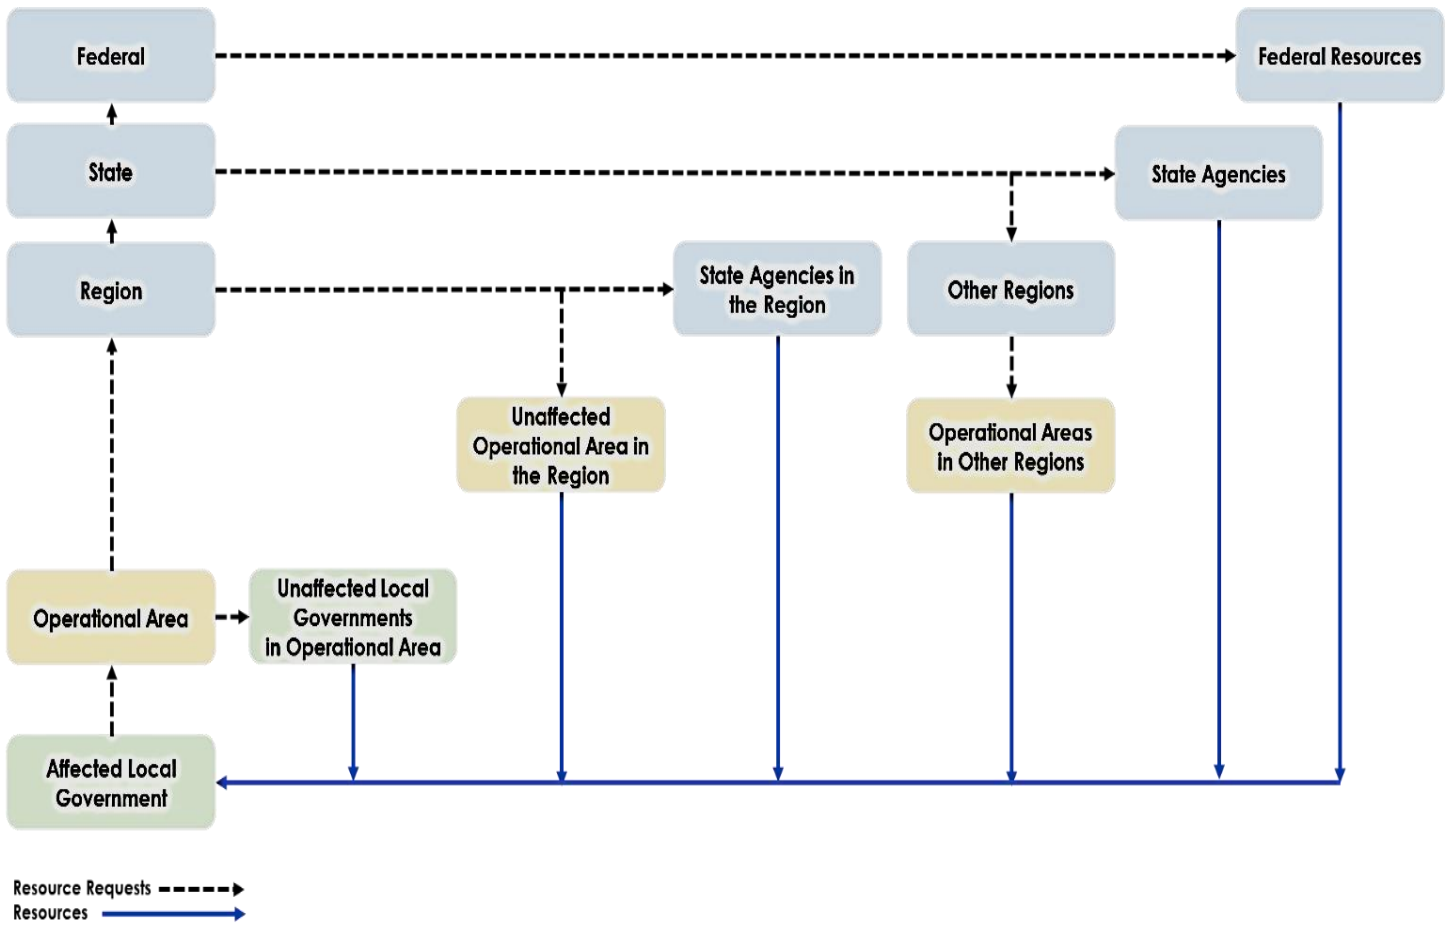 Federal
Federal Resources
State
State Agencies
Region
State Agencies in
the Region
Other Regions
Unaffected
Operational Area in
the Region
Operational Areas
in Other Regions
Operational Area
Unaffected Local
Governments
in Operational Area
Affected Local
Government
Resource Requests
Resources